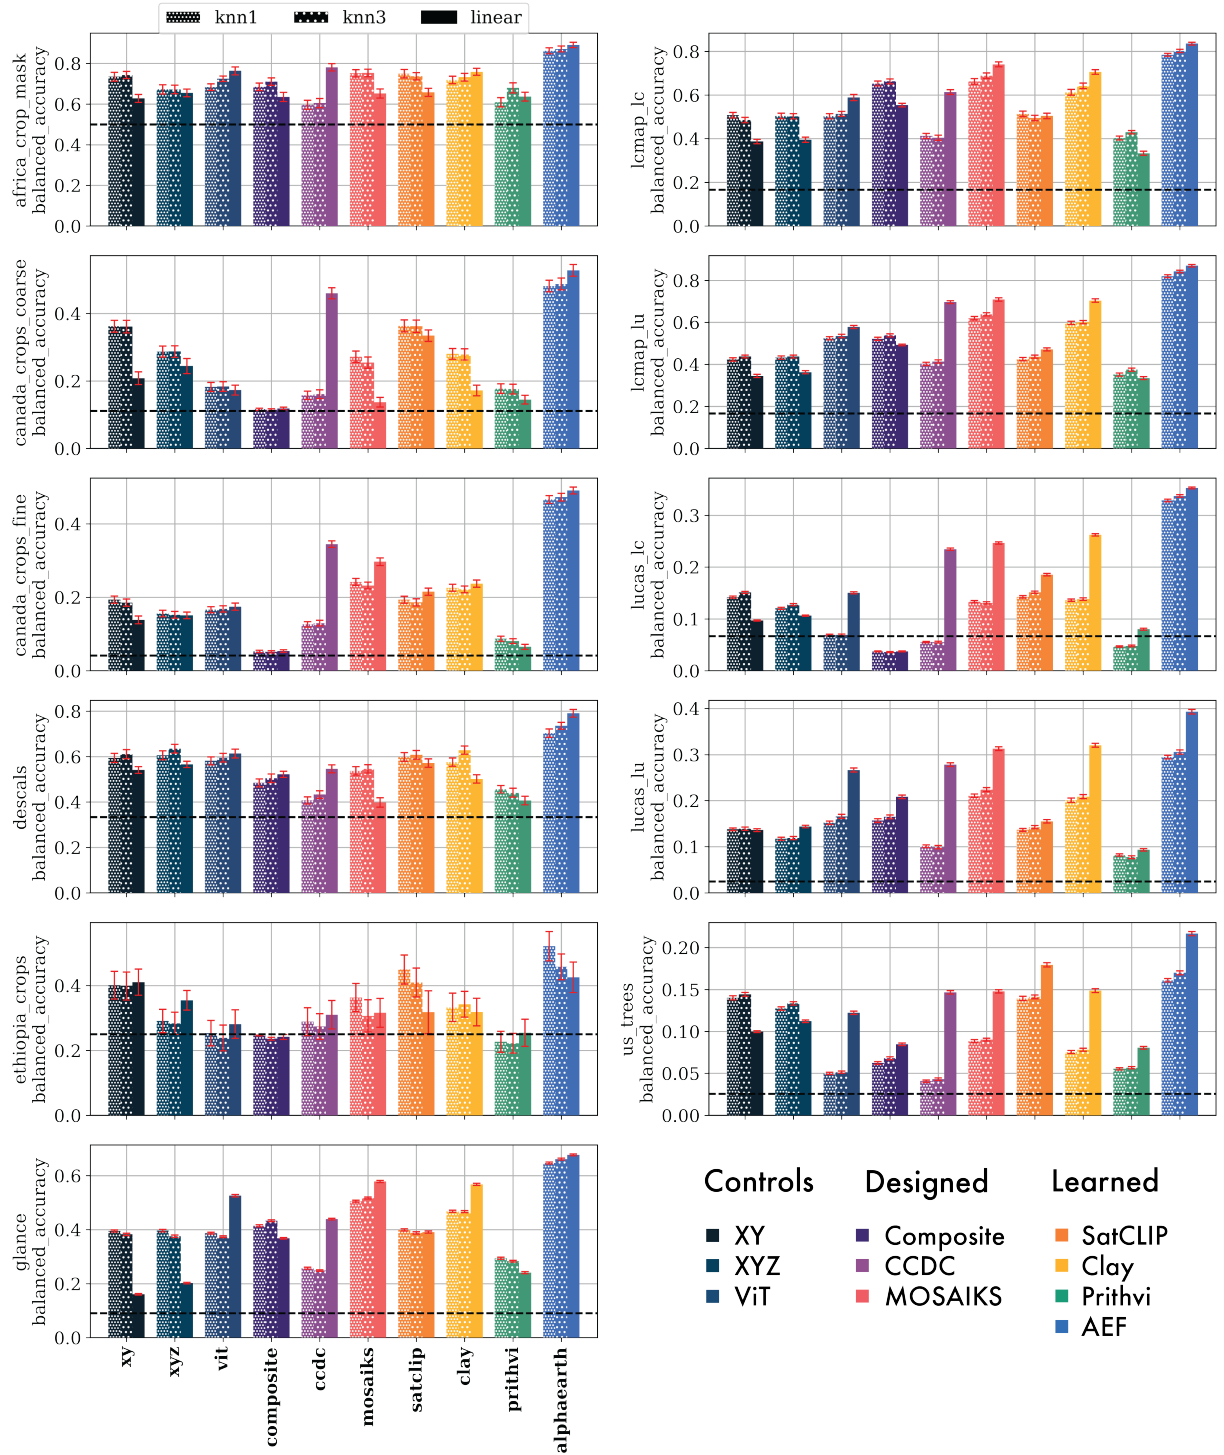 knn1 knn3 linear
africa_crop_mask
balanced_accuracy
0.8
0.6
0.4
0.2
0.0
canada_crops_coarse
balanced_accuracy
0.4
0.2
0.0
canada_crops_fine
balanced_accuracy
0.4
0.2
0.0
descals
balanced_accuracy
0.8
0.6
0.4
0.2
0.0
ethiopia_crops
balanced_accuracy
0.4
0.2
0.0
glance
balanced_accuracy
0.6
0.4
0.2
0.0
xy
xyz
vit
composite
ccdc
mosaiks
satclip
clay
prithvi
alphaearth
lcmap_lc
balanced_accuracy
0.8
0.6
0.4
0.2
0.0
lcmap_lu
balanced_accuracy
0.8
0.6
0.4
0.2
0.0
lucas_lc
balanced_accuracy
0.3
0.2
0.1
0.0
lucas_lu
balanced_accuracy
0.4
0.3
0.2
0.1
0.0
us_trees
balanced_accuracy
0.20
0.15
0.10
0.05
0.00
Controls
XY
XYZ
ViT
Designed
Composite
CCDC
MOSAIKS
Learned
SatCLIP
Clay
Prithvi
AEF